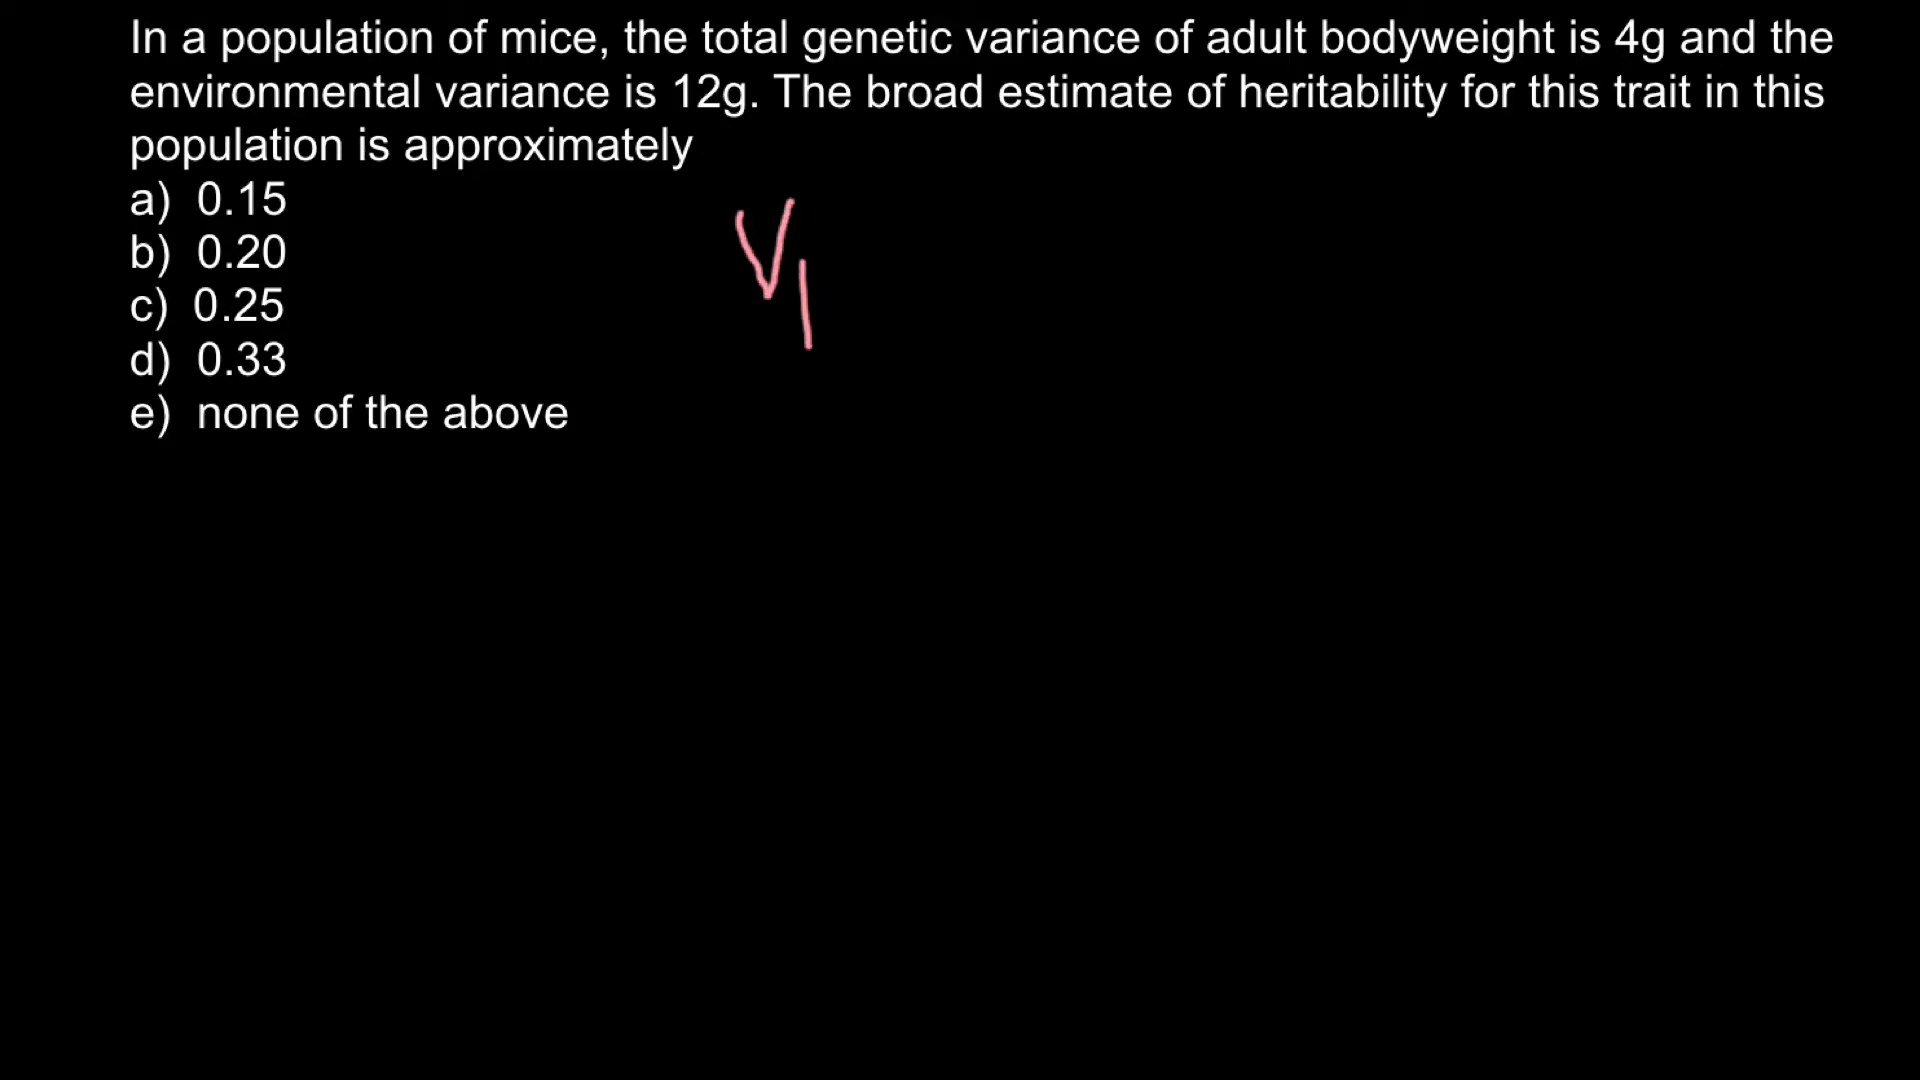 In a population of mice, the total genetic variance of adult bodyweight is 4g and the
environmental variance is 12g. The broad estimate of heritability for this trait in this
population is approximately
a) 0.15
b) 0.20
c) 0.25
d) 0.33
e) none of the above
V